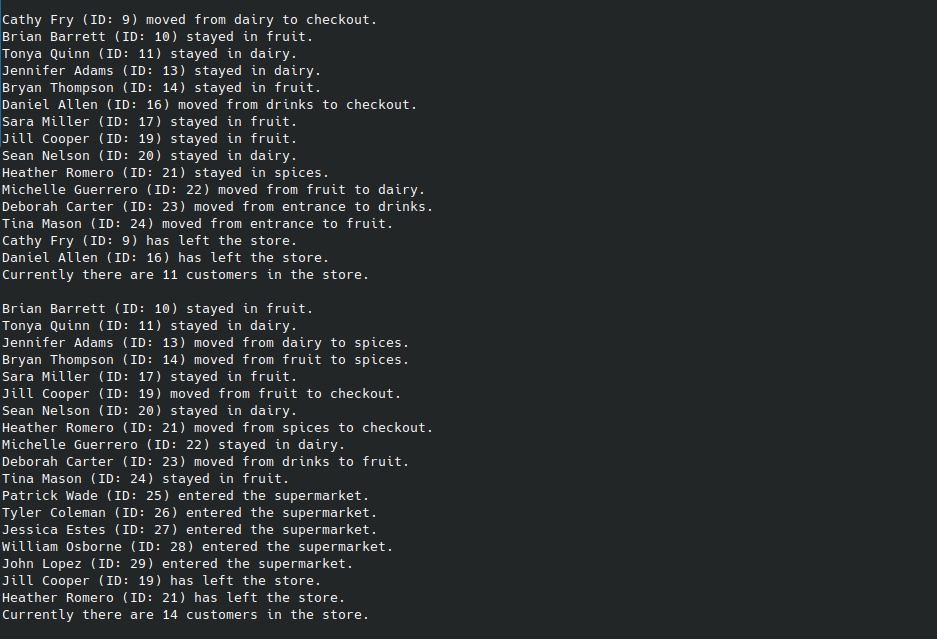 Cathy Fry (ID: 9) moved from dairy to checkout.
Brian Barrett (ID: 10) stayed in fruit.
Tonya Quinn (ID: 11) stayed in dairy.
Jennifer Adams (ID: 13) stayed in dairy.
Bryan Thompson (ID: 14) stayed in fruit.
Daniel Allen (ID: 16) moved from drinks to checkout.
Sara Miller (ID: 17) stayed in fruit.
Jill Cooper (ID: 19) stayed in fruit.
Sean Nelson (ID: 20) stayed in dairy.
Heather Romero (ID: 21) stayed in spices.
Michelle Guerrero (ID: 22) moved from fruit to dairy.
Deborah Carter (ID: 23) moved from entrance to drinks.
Tina Mason (ID: 24) moved from entrance to fruit.
Cathy Fry (ID: 9) has left the store.
Daniel Allen (ID: 16) has left the store.
Currently there are 11 customers in the store.

Brian Barrett (ID: 10) stayed in fruit.
Tonya Quinn (ID: 11) stayed in dairy.
Jennifer Adams (ID: 13) moved from dairy to spices.
Bryan Thompson (ID: 14) moved from fruit to spices.
Sara Miller (ID: 17) stayed in fruit.
Jill Cooper (ID: 19) moved from fruit to checkout.
Sean Nelson (ID: 20) stayed in dairy.
Heather Romero (ID: 21) moved from spices to checkout.
Michelle Guerrero (ID: 22) stayed in dairy.
Deborah Carter (ID: 23) moved from drinks to fruit.
Tina Mason (ID: 24) stayed in fruit.
Patrick Wade (ID: 25) entered the supermarket.
Tyler Coleman (ID: 26) entered the supermarket.
Jessica Estes (ID: 27) entered the supermarket.
William Osborne (ID: 28) entered the supermarket.
John Lopez (ID: 29) entered the supermarket.
Jill Cooper (ID: 19) has left the store.
Heather Romero (ID: 21) has left the store.
Currently there are 14 customers in the store.